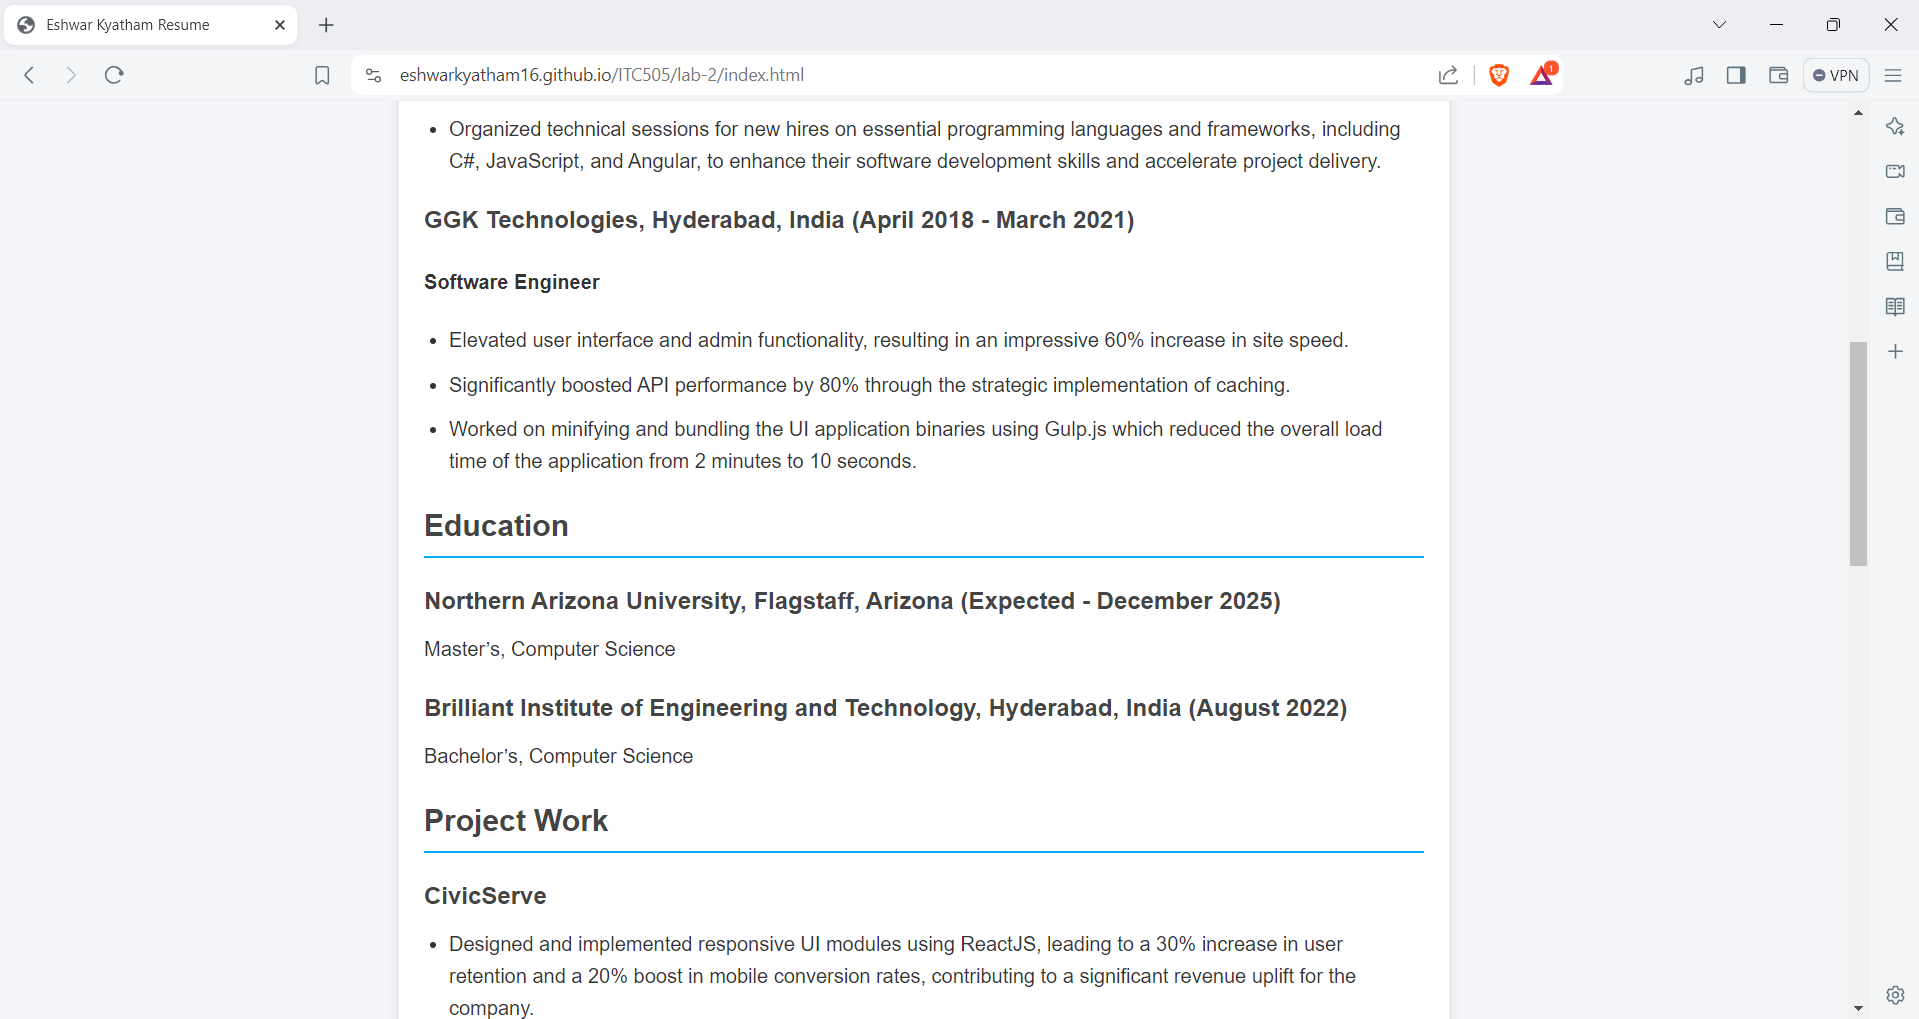 Eshwar Kyatham Resume
eshwarkyatham16.github.io/ITC505/lab-2/index.html
1
VPN
• Organized technical sessions for new hires on essential programming languages and frameworks, including
C#, JavaScript, and Angular, to enhance their software development skills and accelerate project delivery.
GGK Technologies, Hyderabad, India (April 2018 - March 2021)
Software Engineer
• Elevated user interface and admin functionality, resulting in an impressive 60% increase in site speed.
• Significantly boosted API performance by 80% through the strategic implementation of caching.
• Worked on minifying and bundling the UI application binaries using Gulp.js which reduced the overall load
time of the application from 2 minutes to 10 seconds.
Education
Northern Arizona University, Flagstaff, Arizona (Expected - December 2025)
Master’s, Computer Science
Brilliant Institute of Engineering and Technology, Hyderabad, India (August 2022)
Bachelor’s, Computer Science
Project Work
CivicServe
• Designed and implemented responsive UI modules using ReactJS, leading to a 30% increase in user
retention and a 20% boost in mobile conversion rates, contributing to a significant revenue uplift for the
company.